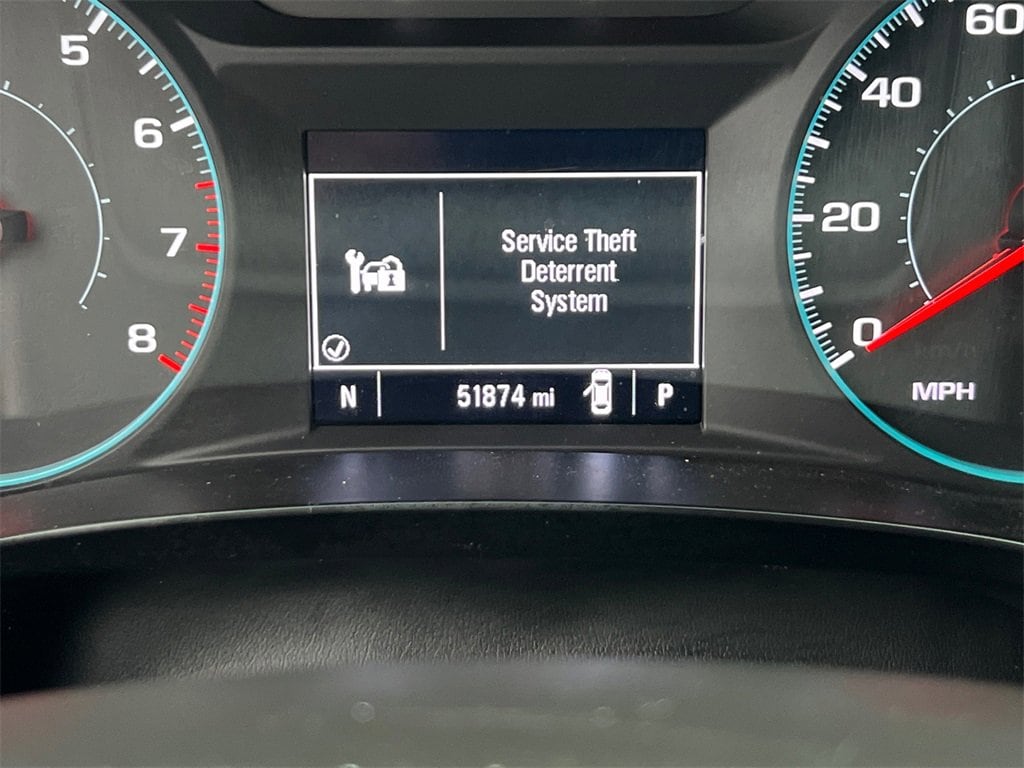 5
6
7
8
Service Theft
Deterrent
System
N 51874 mi P
60
40
20
0
MPH